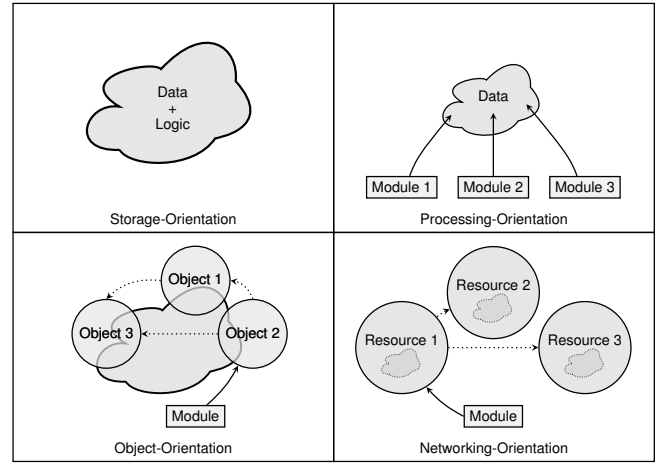 Data
+
Logic
Storage-Orientation
Data
Module 1
Module 2
Module 3
Processing-Orientation
Object 1
Object 3
Object 2
Module
Object-Orientation
Resource 2
Resource 1
Resource 3
Module
Networking-Orientation